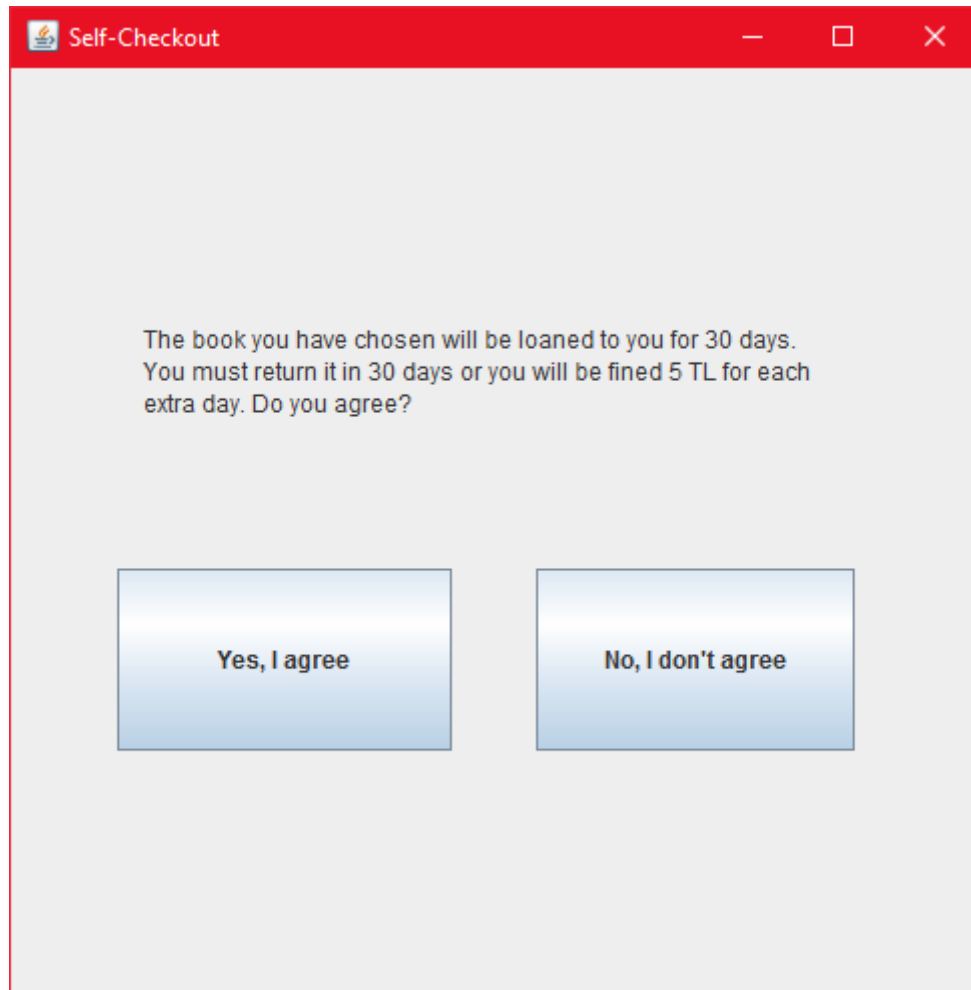 Self-Checkout
The book you have chosen will be loaned to you for 30 days.
You must return it in 30 days or you will be fined 5 TL for each
extra day. Do you agree?
Yes, I agree
No, I don't agree